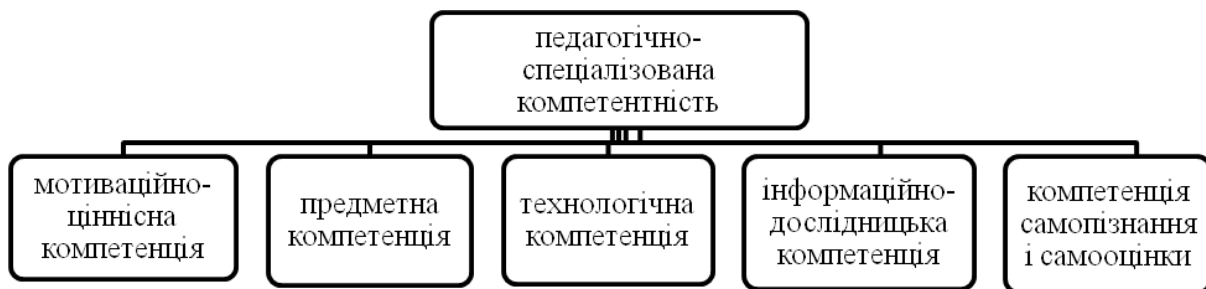 педагогічно-
спеціалізована
компетентність
мотиваційно-
ціннісна
компетенція
предметна
компетенція
технологічна
компетенція
інформаційно-
дослідницька
компетенція
компетенція
самопізнання
і самооцінки